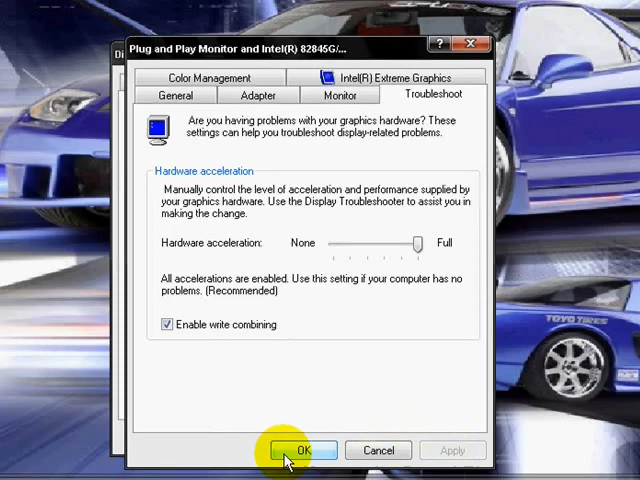 Plug and Play Monitor and Intel(R) 82845G/...
Color Management
Intel(R) Extreme Graphics
General
Adapter
Monitor
Troubleshoot
Are you having problems with your graphics hardware? These
settings can help you troubleshoot display-related problems.
Hardware acceleration
Manually control the level of acceleration and performance supplied by
your graphics hardware. Use the Display Troubleshooter to assist you in
making the change.
Hardware acceleration:
None
Full
All accelerations are enabled. Use this setting if your computer has no
problems. (Recommended)
Enable write combining
OK
Cancel
Apply
TOYO TIRES